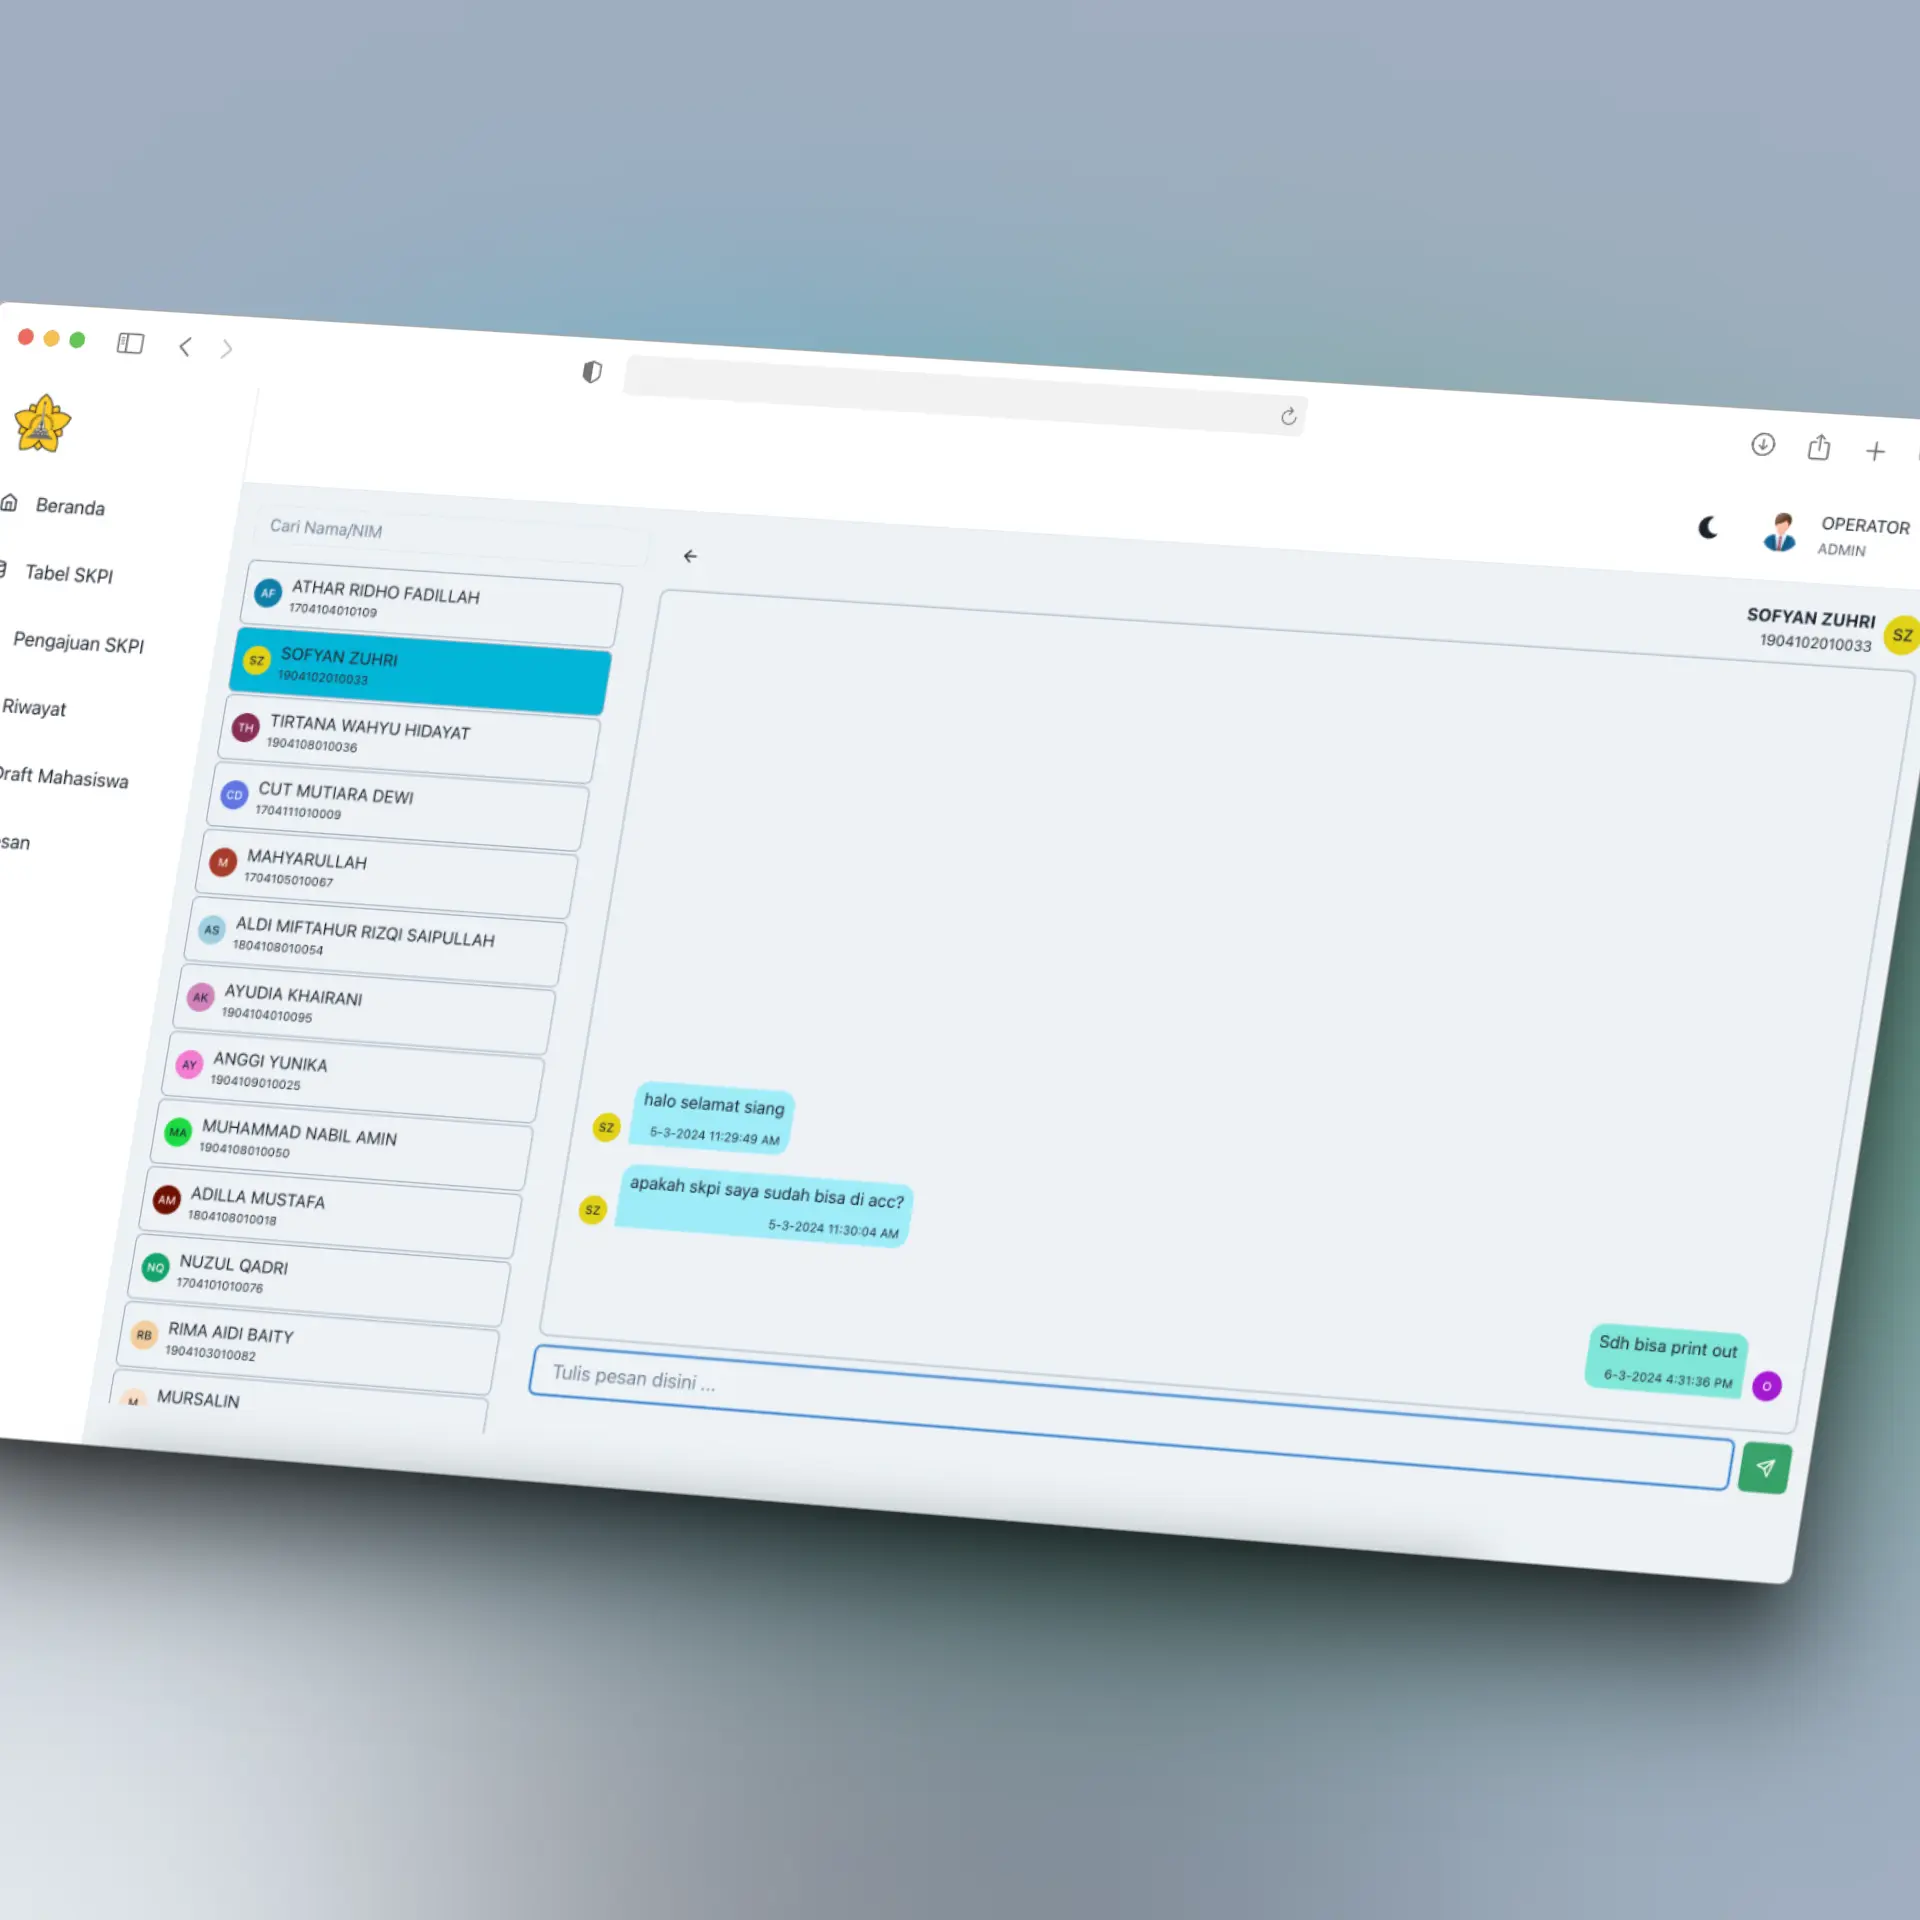 Beranda
Tabel SKPI
Pengajuan SKPI
Riwayat
Draft Mahasiswa
OPERATOR
ADMIN
Cari Nama/NIM
AF
ATHAR RIDHO FADILLAH
1704104010109
SZ
SOFYAN ZUHRI
1904102010033
TH
TIRTANA WAHYU HIDAYAT
1904108010036
CD
CUT MUTIARA DEWI
1704111010009
M
MAHYARULLAH
1704105010067
AS
ALDI MIFTAHUR RIZQI SAIPULLAH
1804108010054
AK
AYUDIA KHAIRANI
1904104010095
AY
ANGGI YUNIKA
1904109010025
MA
MUHAMMAD NABIL AMIN
1904108010050
AM
ADILLA MUSTAFA
1804108010018
NQ
NUZUL QADRI
1704101010076
RB
RIMA AIDI BAITY
1904103010082
M
MURSALIN
SOFYAN ZUHRI
1904102010033
SZ
SZ
halo selamat siang
5-3-2024 11:29:49 AM
SZ
apakah skpi saya sudah bisa di acc?
5-3-2024 11:30:04 AM
Sdh bisa print out
6-3-2024 4:31:36 PM
O
Tulis pesan disini ...